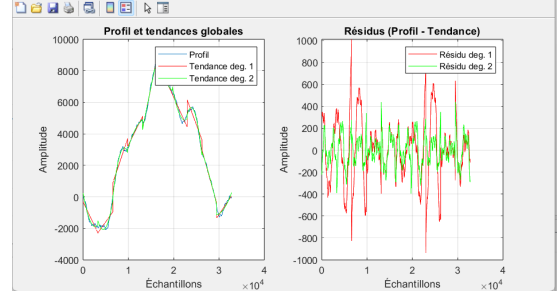 Profil et tendances globales
Profil
Tendance deg. 1
Tendance deg. 2
10000
8000
6000
4000
2000
0
-2000
-4000
Amplitude
0
1
2
3
4
Échantillons
×10⁴
Résidus (Profil - Tendance)
Résidu deg. 1
Résidu deg. 2
1000
800
600
400
200
0
-200
-400
-600
-800
-1000
Amplitude
0
1
2
3
4
Échantillons
×10⁴